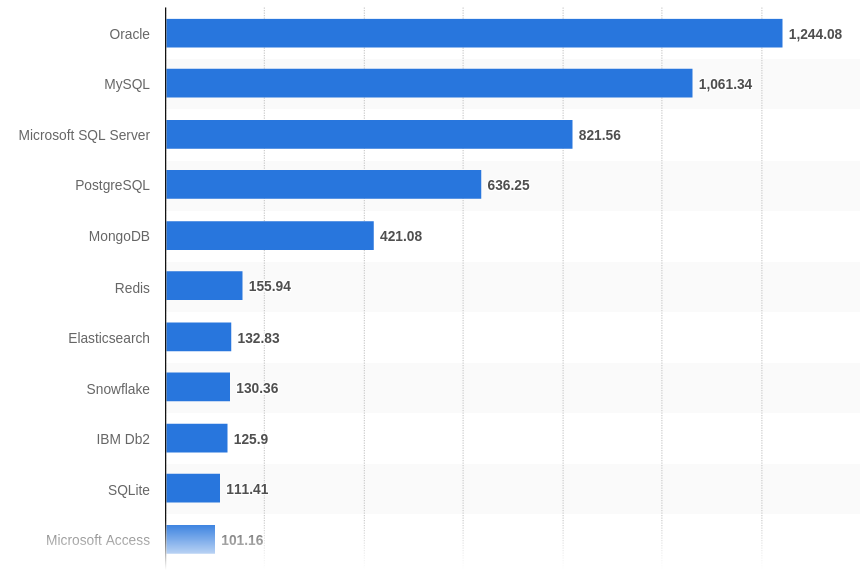 Oracle 1,244.08
MySQL 1,061.34
Microsoft SQL Server 821.56
PostgreSQL 636.25
MongoDB 421.08
Redis 155.94
Elasticsearch 132.83
Snowflake 130.36
IBM Db2 125.9
SQLite 111.41
Microsoft Access 101.16